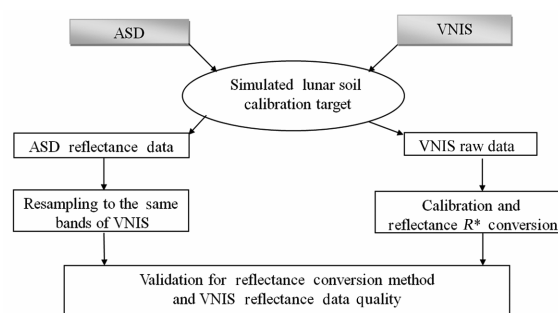 ASD
VNIS
Simulated lunar soil
calibration target
ASD reflectance data
VNIS raw data
Resampling to the same
bands of VNIS
Calibration and
reflectance R* conversion
Validation for reflectance conversion method
and VNIS reflectance data quality